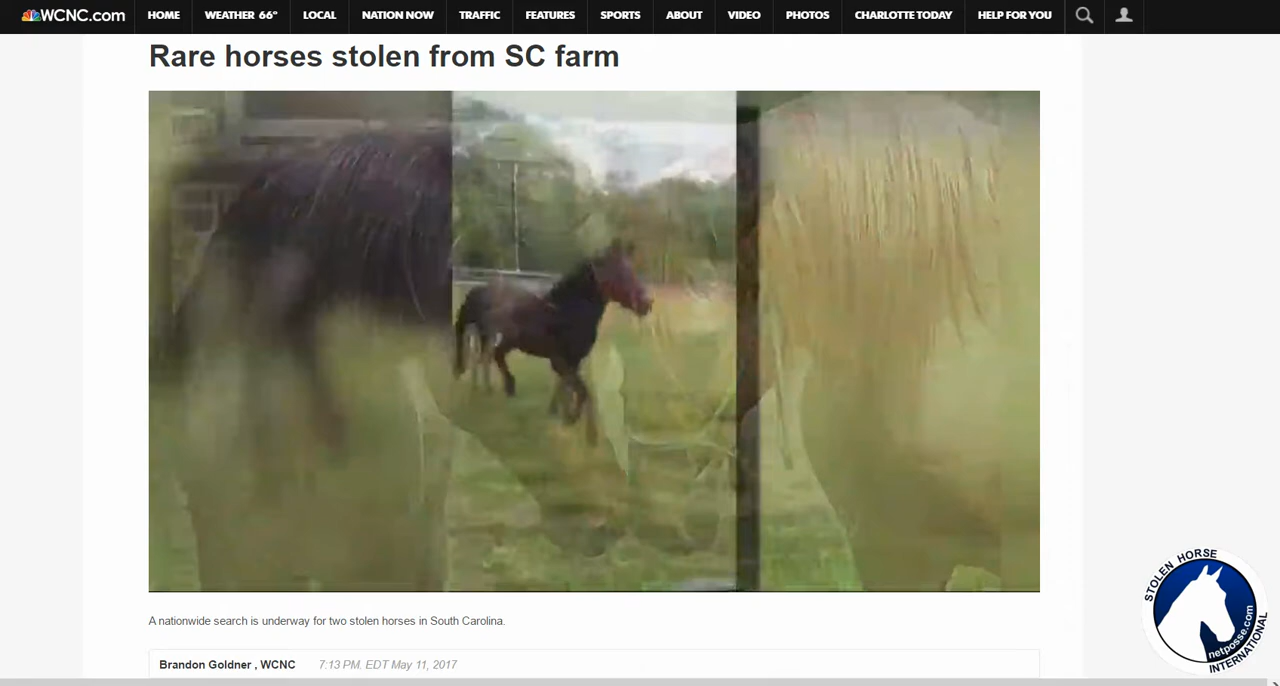 WCNC.com HOME WEATHER 66° LOCAL NATION NOW TRAFFIC FEATURES SPORTS ABOUT VIDEO PHOTOS CHARLOTTE TODAY HELP FOR YOU
Rare horses stolen from SC farm
A nationwide search is underway for two stolen horses in South Carolina.
Brandon Goldner , WCNC 7:13 PM. EDT May 11, 2017
STOLEN HORSE
netposse.com
INTERNATIONAL